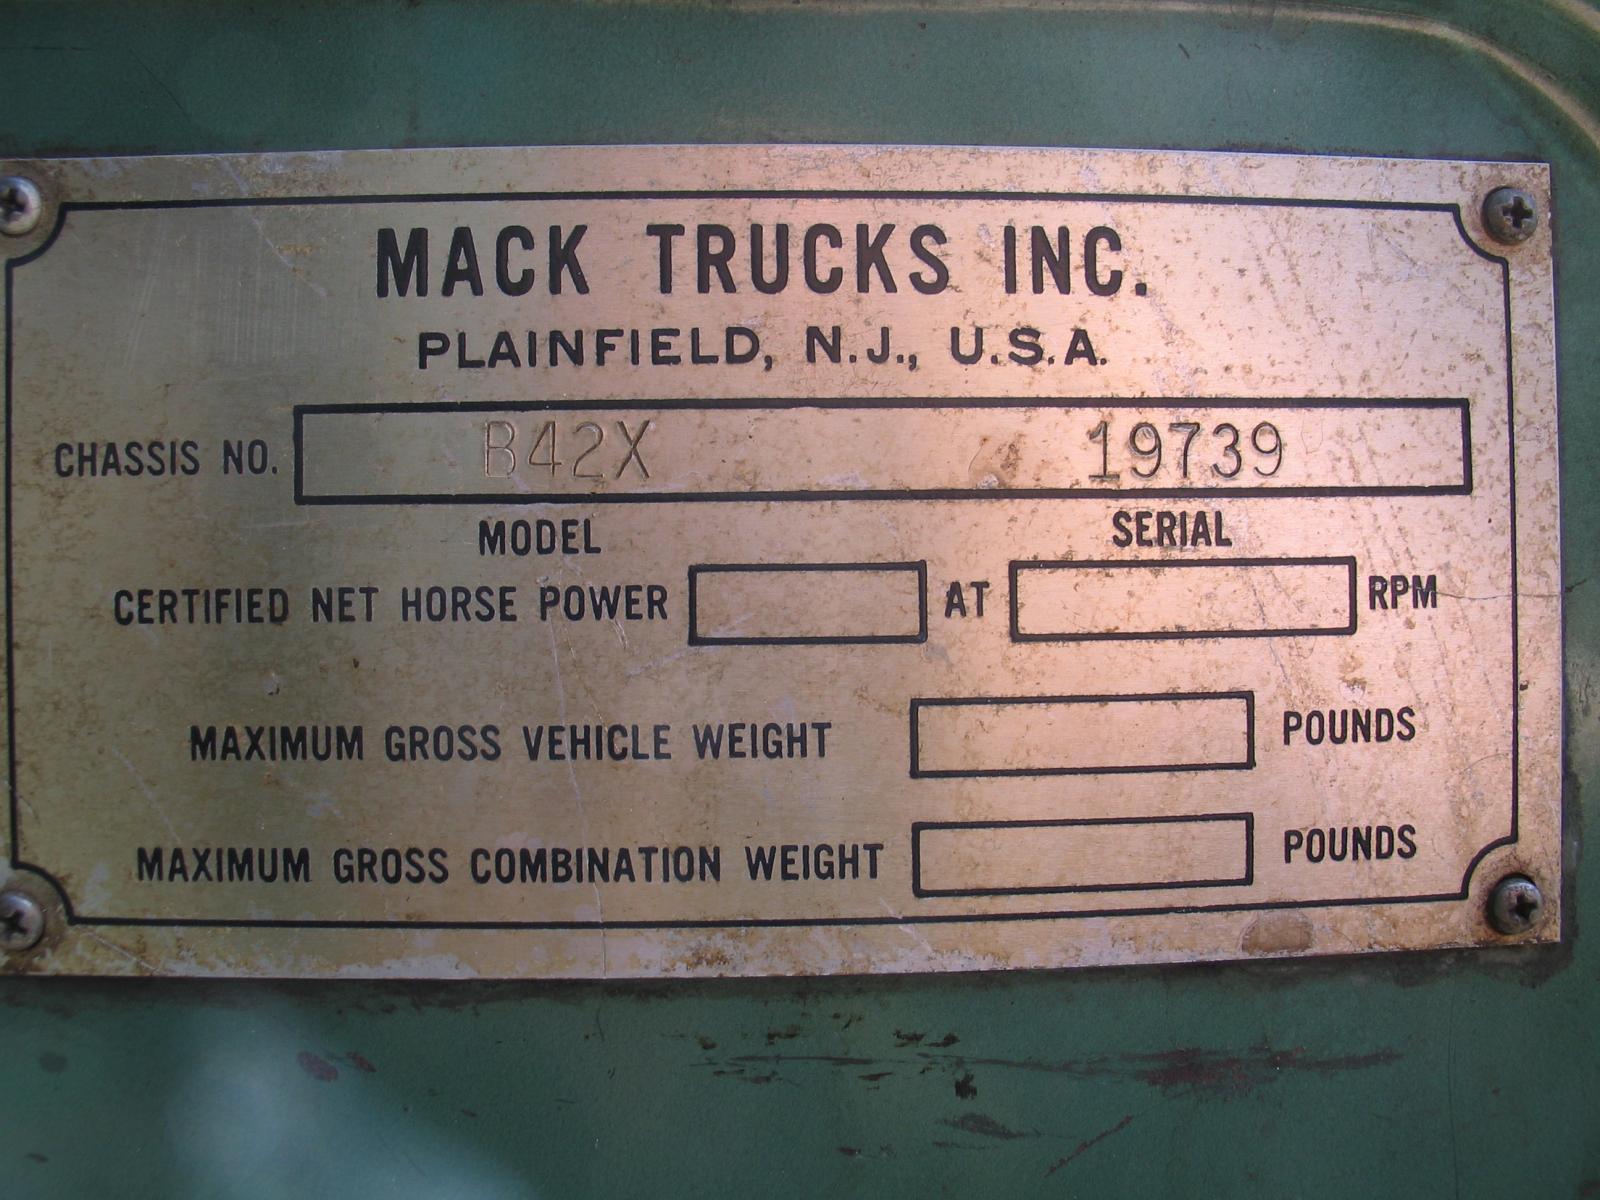 MACK TRUCKS INC.
PLAINFIELD, N.J., U.S.A.
CHASSIS NO. B42X 19739
MODEL SERIAL
CERTIFIED NET HORSE POWER AT RPM
MAXIMUM GROSS VEHICLE WEIGHT POUNDS
MAXIMUM GROSS COMBINATION WEIGHT POUNDS